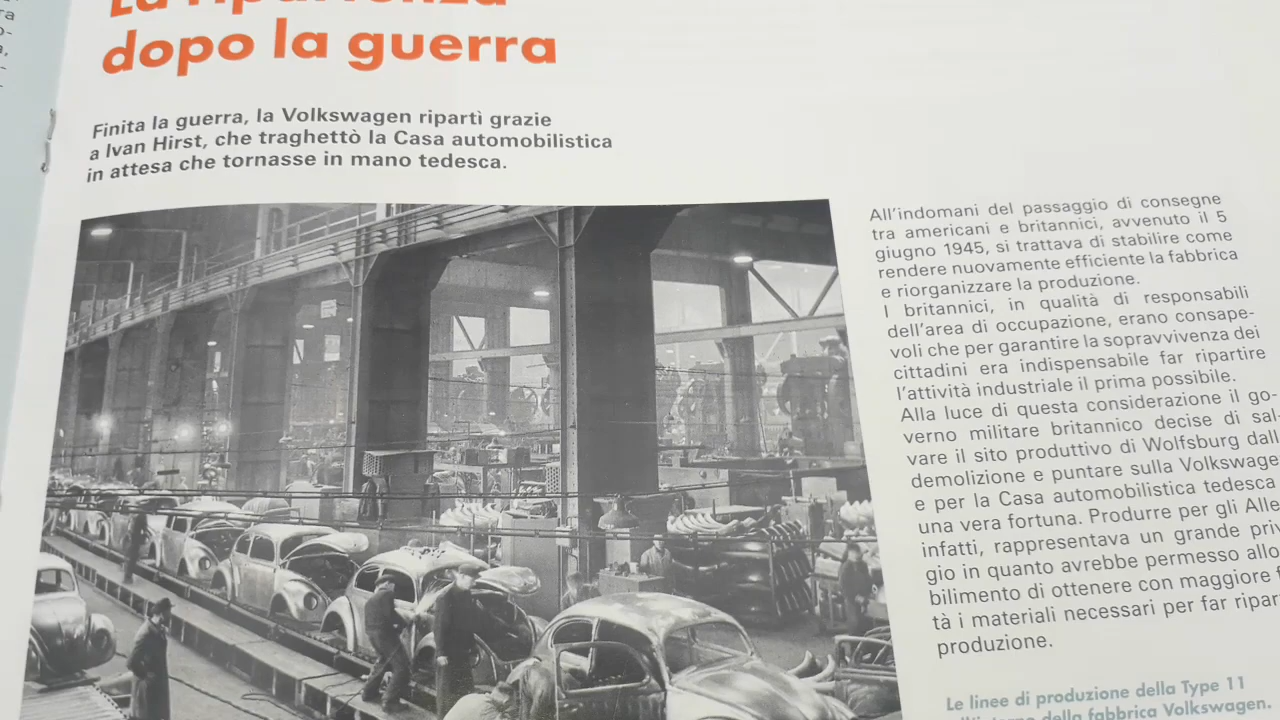 La ripartenza
dopo la guerra
Finita la guerra, la Volkswagen ripartì grazie
a Ivan Hirst, che traghettò la Casa automobilistica
in attesa che tornasse in mano tedesca.
All'indomani del passaggio di consegne
tra americani e britannici, avvenuto il 5
giugno 1945, si trattava di stabilire come
rendere nuovamente efficiente la fabbrica
e riorganizzare la produzione.
I britannici, in qualità di responsabili
dell'area di occupazione, erano consape-
voli che per garantire la sopravvivenza dei
cittadini era indispensabile far ripartire
l'attività industriale il prima possibile.
Alla luce di questa considerazione il go-
verno militare britannico decise di sal
vare il sito produttivo di Wolfsburg dall
demolizione e puntare sulla Volkswage
e per la Casa automobilistica tedesca
una vera fortuna. Produrre per gli Alle
infatti, rappresentava un grande priv
gio in quanto avrebbe permesso allo
bilimento di ottenere con maggiore f
tà i materiali necessari per far ripar
produzione.
Le linee di produzione della Type 11
della fabbrica Volkswagen.